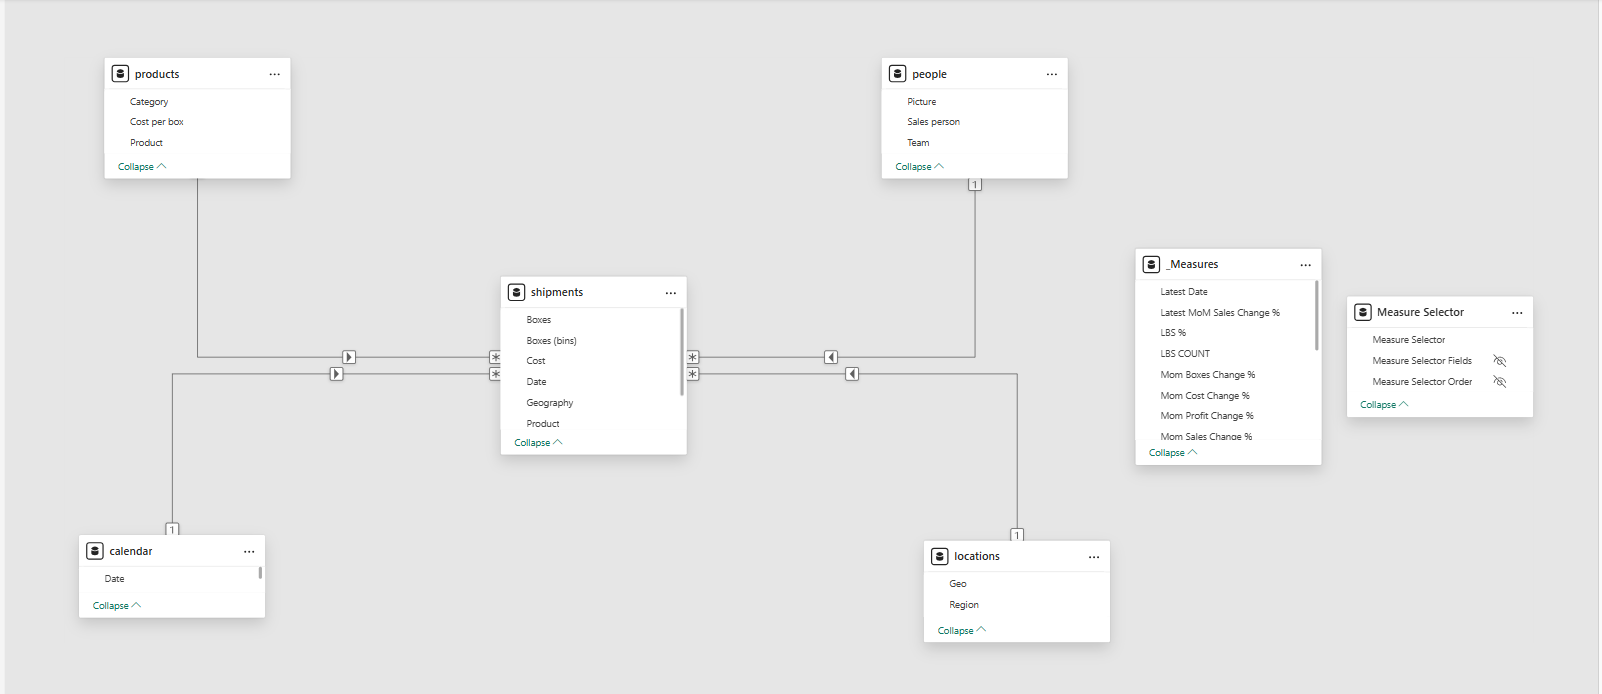 products
...
Category
Cost per box
Product
Collapse
people
...
Picture
Sales person
Team
Collapse
1
shipments
...
Boxes
Boxes (bins)
Cost
Date
Geography
Product
Collapse
*
*
*
*
_Measures
...
Latest Date
Latest MoM Sales Change %
LBS %
LBS COUNT
Mom Boxes Change %
Mom Cost Change %
Mom Profit Change %
Mom Sales Change %
Collapse
Measure Selector
...
Measure Selector
Measure Selector Fields
Measure Selector Order
Collapse
1
calendar
...
Date
Collapse
1
locations
...
Geo
Region
Collapse